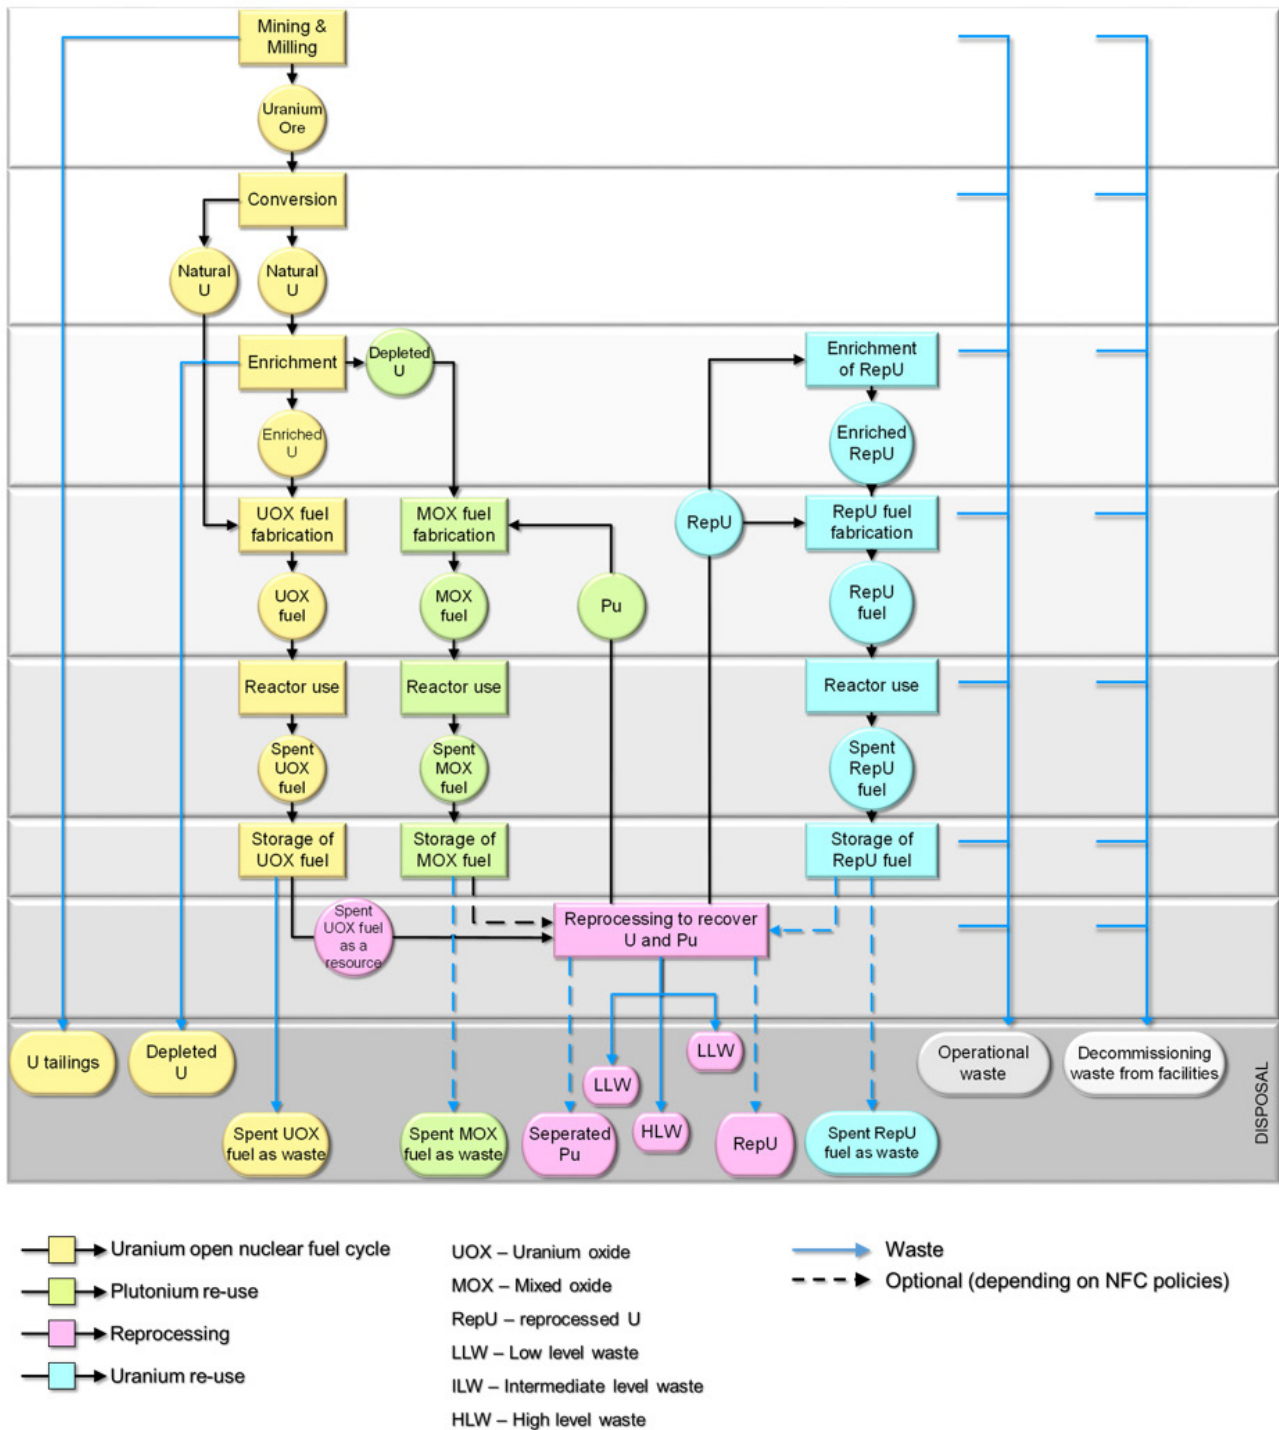 Mining &
Milling
Uranium
Ore
Conversion
Natural
U
Natural
U
Enrichment
Depleted
U
Enrichment
of RepU
Enriched
U
Enriched
RepU
UOX fuel
fabrication
MOX fuel
fabrication
RepU
RepU fuel
fabrication
UOX
fuel
MOX
fuel
Pu
RepU
fuel
Reactor use
Reactor use
Reactor use
Spent
UOX
fuel
Spent
MOX
fuel
Spent
RepU
fuel
Storage of
UOX fuel
Storage of
MOX fuel
Storage of
RepU fuel
Spent
UOX fuel
as a
resource
Reprocessing to recover
U and Pu
U tailings
Depleted
U
LLW
LLW
Operational
waste
Decommissioning
waste from facilities
DISPOSAL
Spent UOX
fuel as waste
Spent MOX
fuel as waste
Seperated
Pu
HLW
RepU
Spent RepU
fuel as waste
Uranium open nuclear fuel cycle
Plutonium re-use
Reprocessing
Uranium re-use
UOX – Uranium oxide
MOX – Mixed oxide
RepU – reprocessed U
LLW – Low level waste
ILW – Intermediate level waste
HLW – High level waste
Waste
Optional (depending on NFC policies)